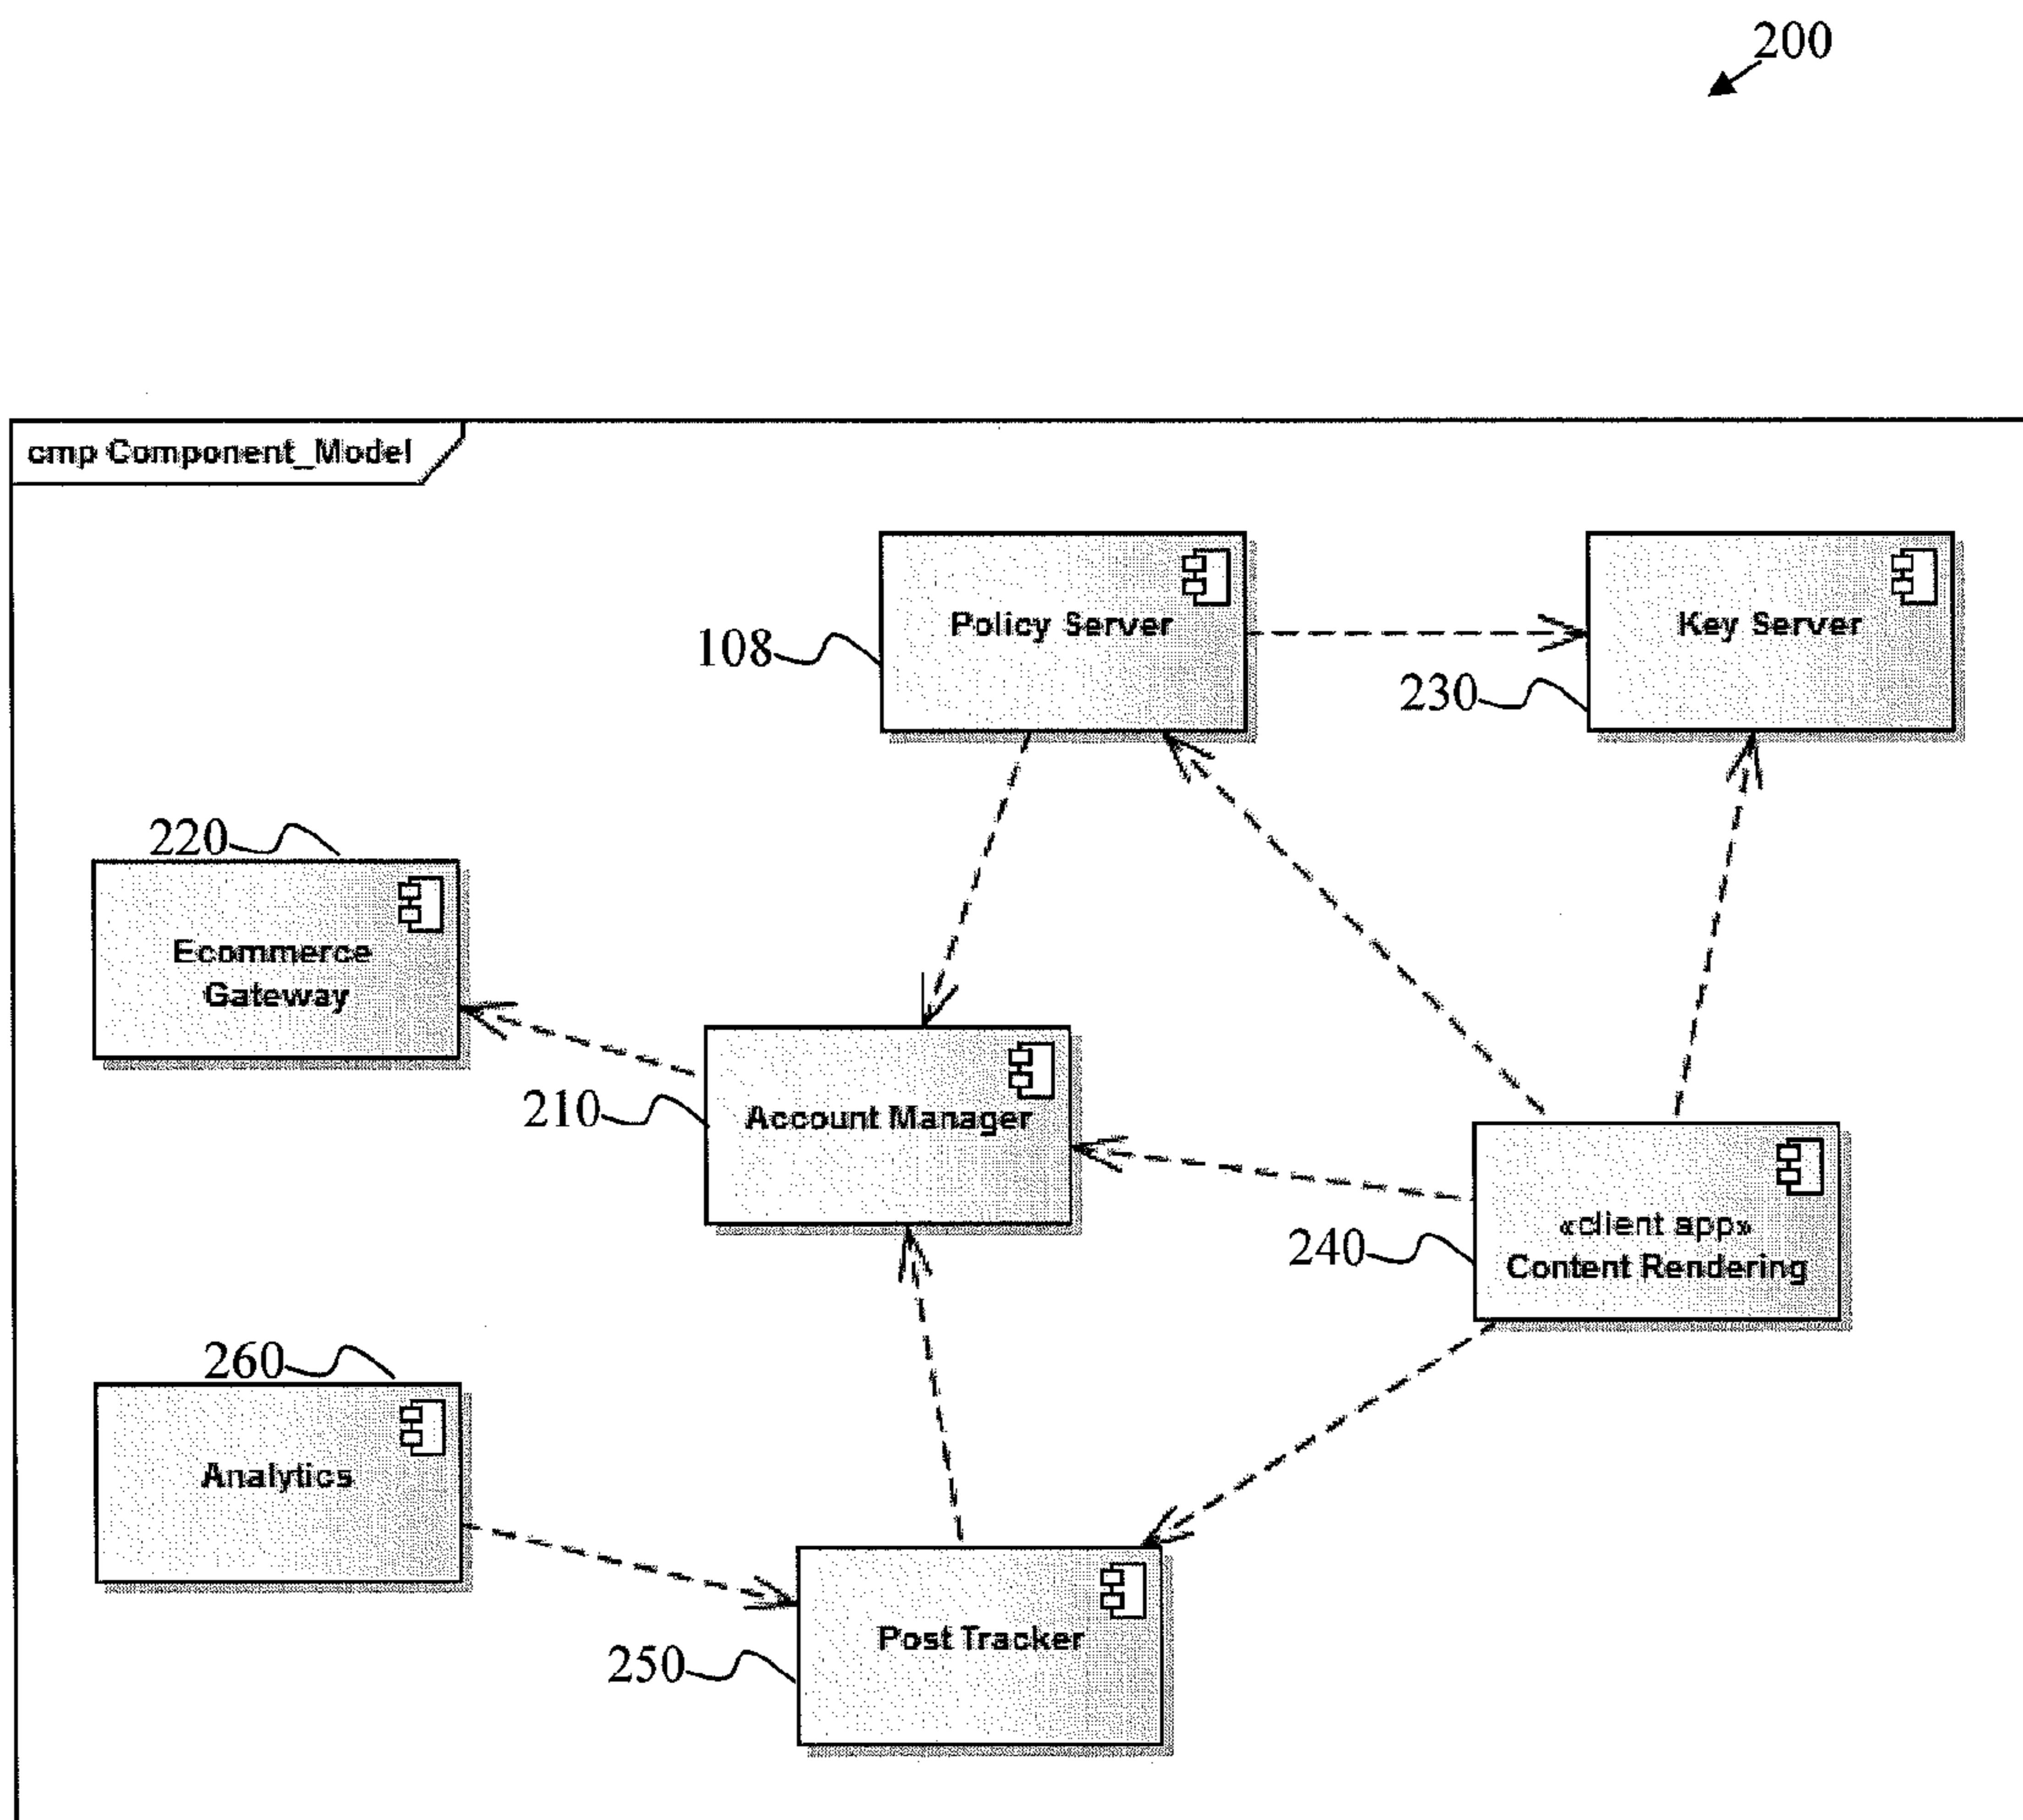 200
cmp Component_Model
Policy Server
Key Server
108
230
220
Ecommerce
Gateway
210
Account Manager
«client app»
240
Content Rendering
260
Analytics
Post Tracker
250